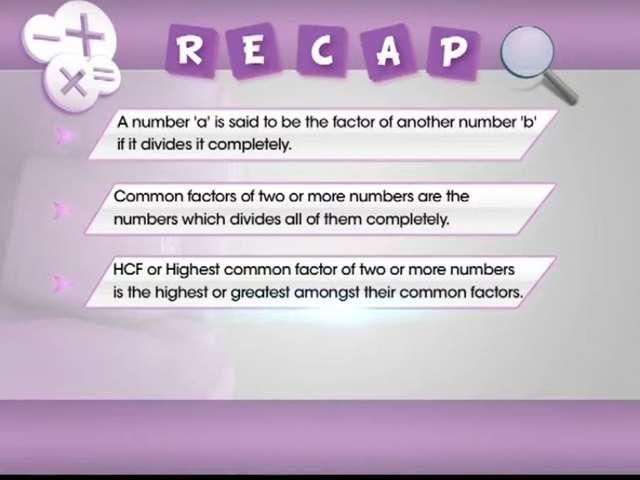 RECAP
A number 'a' is said to be the factor of another number 'b'
if it divides it completely.
Common factors of two or more numbers are the
numbers which divides all of them completely.
HCF or Highest common factor of two or more numbers
is the highest or greatest amongst their common factors.